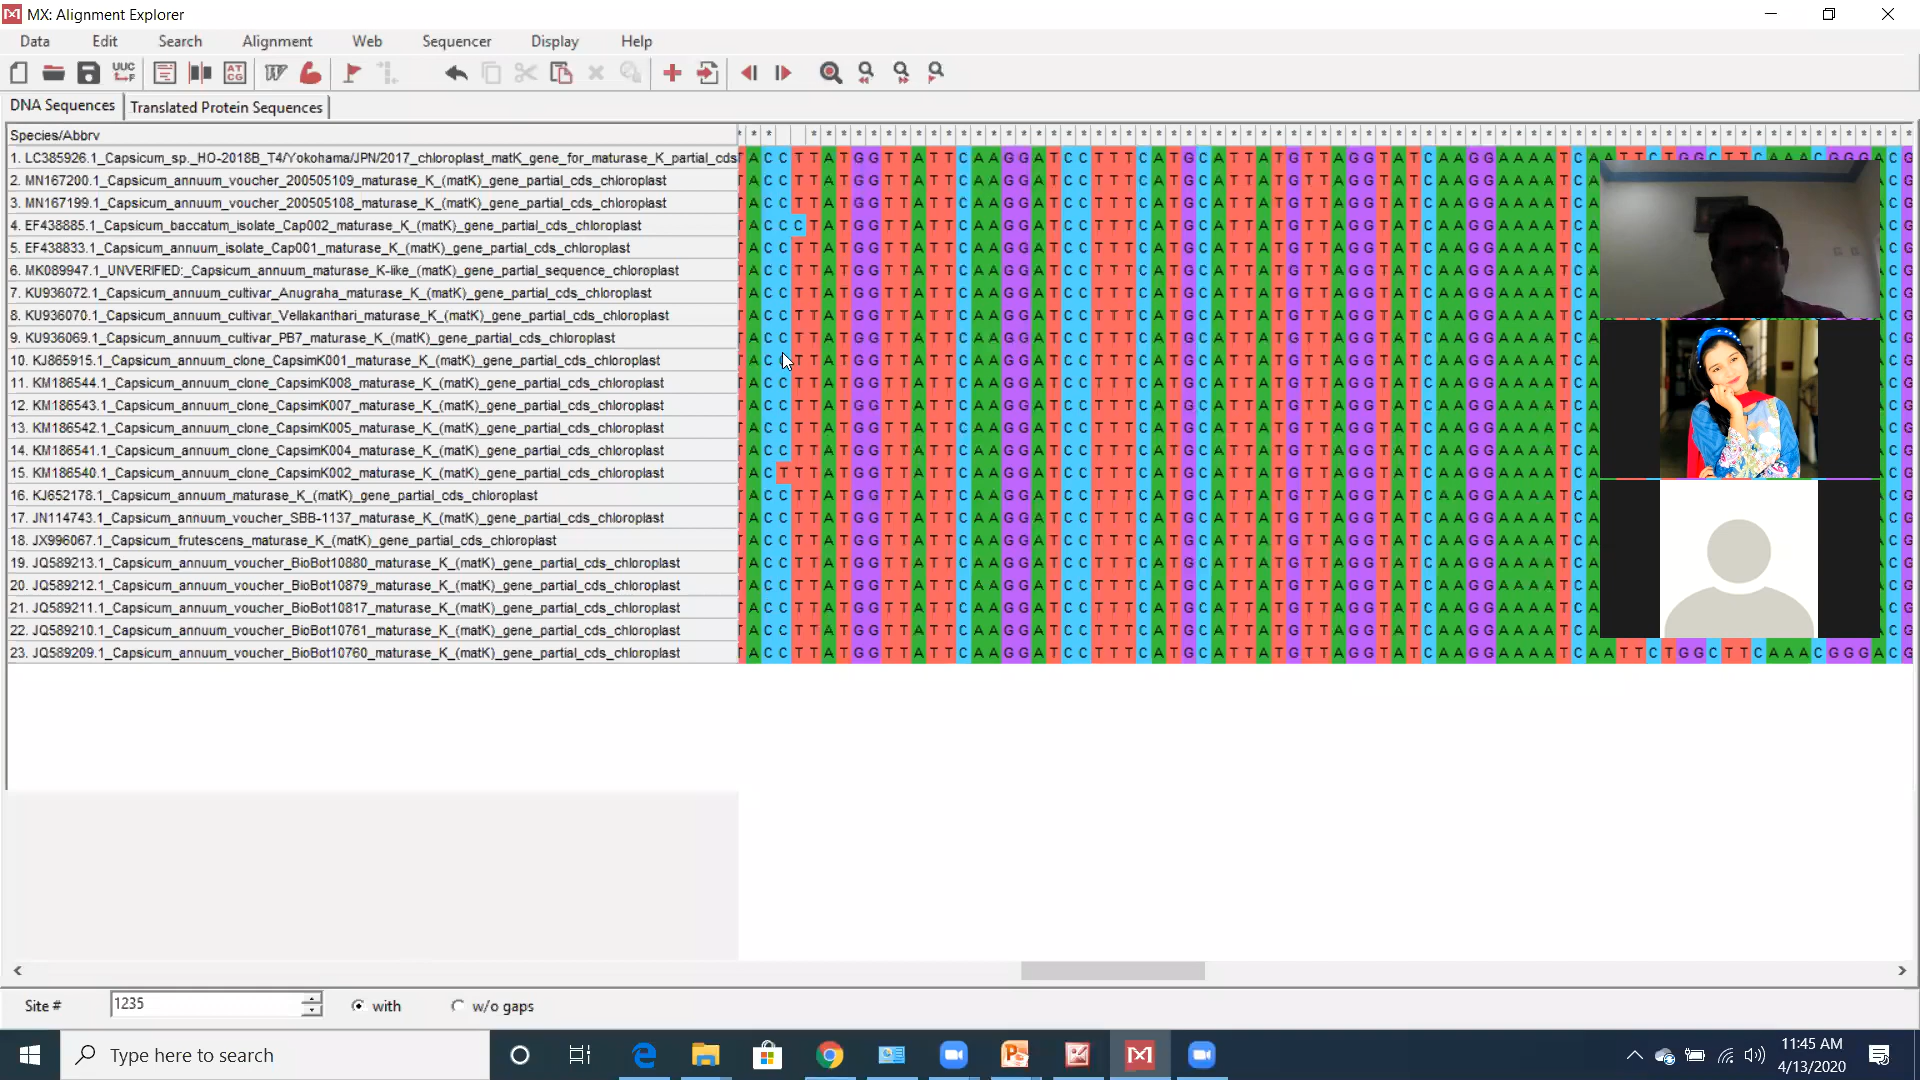 MX: Alignment Explorer
Data Edit Search Alignment Web Sequencer Display Help
DNA Sequences Translated Protein Sequences
Species/Abbrv
1. LC385926.1_Capsicum_sp._HO-2018B_T4/Yokohama/JPN/2017_chloroplast_matK_gene_for_maturase_K_partial_cds T A C C T T A T G G T T A T T C A A G G A T C C T T T C A T G C A T T A T G T T A G G T A T C A A G G A A A A T C A A T T C T G G C T T C A A A C G G G A C G
2. MN167200.1_Capsicum_annuum_voucher_200505109_maturase_K_(matK)_gene_partial_cds_chloroplast T A C C T T A T G G T T A T T C A A G G A T C C T T T C A T G C A T T A T G T T A G G T A T C A A G G A A A A T C A C G
3. MN167199.1_Capsicum_annuum_voucher_200505108_maturase_K_(matK)_gene_partial_cds_chloroplast T A C C T T A T G G T T A T T C A A G G A T C C T T T C A T G C A T T A T G T T A G G T A T C A A G G A A A A T C A C G
4. EF438885.1_Capsicum_baccatum_isolate_Cap002_maturase_K_(matK)_gene_partial_cds_chloroplast T A C C C T A T G G T T A T T C A A G G A T C C T T T C A T G C A T T A T G T T A G G T A T C A A G G A A A A T C A C G
5. EF438833.1_Capsicum_annuum_isolate_Cap001_maturase_K_(matK)_gene_partial_cds_chloroplast T A C C T T A T G G T T A T T C A A G G A T C C T T T C A T G C A T T A T G T T A G G T A T C A A G G A A A A T C A C G
6. MK089947.1_UNVERIFIED:_Capsicum_annuum_maturase_K-like_(matK)_gene_partial_sequence_chloroplast T A C C T T A T G G T T A T T C A A G G A T C C T T T C A T G C A T T A T G T T A G G T A T C A A G G A A A A T C A C G
7. KU936072.1_Capsicum_annuum_cultivar_Anugraha_maturase_K_(matK)_gene_partial_cds_chloroplast T A C C T T A T G G T T A T T C A A G G A T C C T T T C A T G C A T T A T G T T A G G T A T C A A G G A A A A T C A C G
8. KU936070.1_Capsicum_annuum_cultivar_Vellakanthari_maturase_K_(matK)_gene_partial_cds_chloroplast T A C C T T A T G G T T A T T C A A G G A T C C T T T C A T G C A T T A T G T T A G G T A T C A A G G A A A A T C A C G
9. KU936069.1_Capsicum_annuum_cultivar_PB7_maturase_K_(matK)_gene_partial_cds_chloroplast T A C C T T A T G G T T A T T C A A G G A T C C T T T C A T G C A T T A T G T T A G G T A T C A A G G A A A A T C A C G
10. KJ865915.1_Capsicum_annuum_clone_CapsimK001_maturase_K_(matK)_gene_partial_cds_chloroplast T A C T T A T G G T T A T T C A A G G A T C C T T T C A T G C A T T A T G T T A G G T A T C A A G G A A A A T C A C G
11. KM186544.1_Capsicum_annuum_clone_CapsimK008_maturase_K_(matK)_gene_partial_cds_chloroplast T A C C T T A T G G T T A T T C A A G G A T C C T T T C A T G C A T T A T G T T A G G T A T C A A G G A A A A T C A C G
12. KM186543.1_Capsicum_annuum_clone_CapsimK007_maturase_K_(matK)_gene_partial_cds_chloroplast T A C C T T A T G G T T A T T C A A G G A T C C T T T C A T G C A T T A T G T T A G G T A T C A A G G A A A A T C A C G
13. KM186542.1_Capsicum_annuum_clone_CapsimK005_maturase_K_(matK)_gene_partial_cds_chloroplast T A C C T T A T G G T T A T T C A A G G A T C C T T T C A T G C A T T A T G T T A G G T A T C A A G G A A A A T C A C G
14. KM186541.1_Capsicum_annuum_clone_CapsimK004_maturase_K_(matK)_gene_partial_cds_chloroplast T A C C T T A T G G T T A T T C A A G G A T C C T T T C A T G C A T T A T G T T A G G T A T C A A G G A A A A T C A C G
15. KM186540.1_Capsicum_annuum_clone_CapsimK002_maturase_K_(matK)_gene_partial_cds_chloroplast T A C T T T A T G G T T A T T C A A G G A T C C T T T C A T G C A T T A T G T T A G G T A T C A A G G A A A A T C A C G
16. KJ652178.1_Capsicum_annuum_maturase_K_(matK)_gene_partial_cds_chloroplast T A C C T T A T G G T T A T T C A A G G A T C C T T T C A T G C A T T A T G T T A G G T A T C A A G G A A A A T C A C G
17. JN114743.1_Capsicum_annuum_voucher_SBB-1137_maturase_K_(matK)_gene_partial_cds_chloroplast T A C C T T A T G G T T A T T C A A G G A T C C T T T C A T G C A T T A T G T T A G G T A T C A A G G A A A A T C A C G
18. JX996067.1_Capsicum_frutescens_maturase_K_(matK)_gene_partial_cds_chloroplast T A C C T T A T G G T T A T T C A A G G A T C C T T T C A T G C A T T A T G T T A G G T A T C A A G G A A A A T C A C G
19. JQ589213.1_Capsicum_annuum_voucher_BioBot10880_maturase_K_(matK)_gene_partial_cds_chloroplast T A C C T T A T G G T T A T T C A A G G A T C C T T T C A T G C A T T A T G T T A G G T A T C A A G G A A A A T C A C G
20. JQ589212.1_Capsicum_annuum_voucher_BioBot10879_maturase_K_(matK)_gene_partial_cds_chloroplast T A C C T T A T G G T T A T T C A A G G A T C C T T T C A T G C A T T A T G T T A G G T A T C A A G G A A A A T C A C G
21. JQ589211.1_Capsicum_annuum_voucher_BioBot10817_maturase_K_(matK)_gene_partial_cds_chloroplast T A C C T T A T G G T T A T T C A A G G A T C C T T T C A T G C A T T A T G T T A G G T A T C A A G G A A A A T C A C G
22. JQ589210.1_Capsicum_annuum_voucher_BioBot10761_maturase_K_(matK)_gene_partial_cds_chloroplast T A C C T T A T G G T T A T T C A A G G A T C C T T T C A T G C A T T A T G T T A G G T A T C A A G G A A A A T C A C G
23. JQ589209.1_Capsicum_annuum_voucher_BioBot10760_maturase_K_(matK)_gene_partial_cds_chloroplast T A C C T T A T G G T T A T T C A A G G A T C C T T T C A T G C A T T A T G T T A G G T A T C A A G G A A A A T C A A T T C T G G C T T C A A A C G G G A C G
Site # 1235 with w/o gaps
Type here to search
11:45 AM
4/13/2020